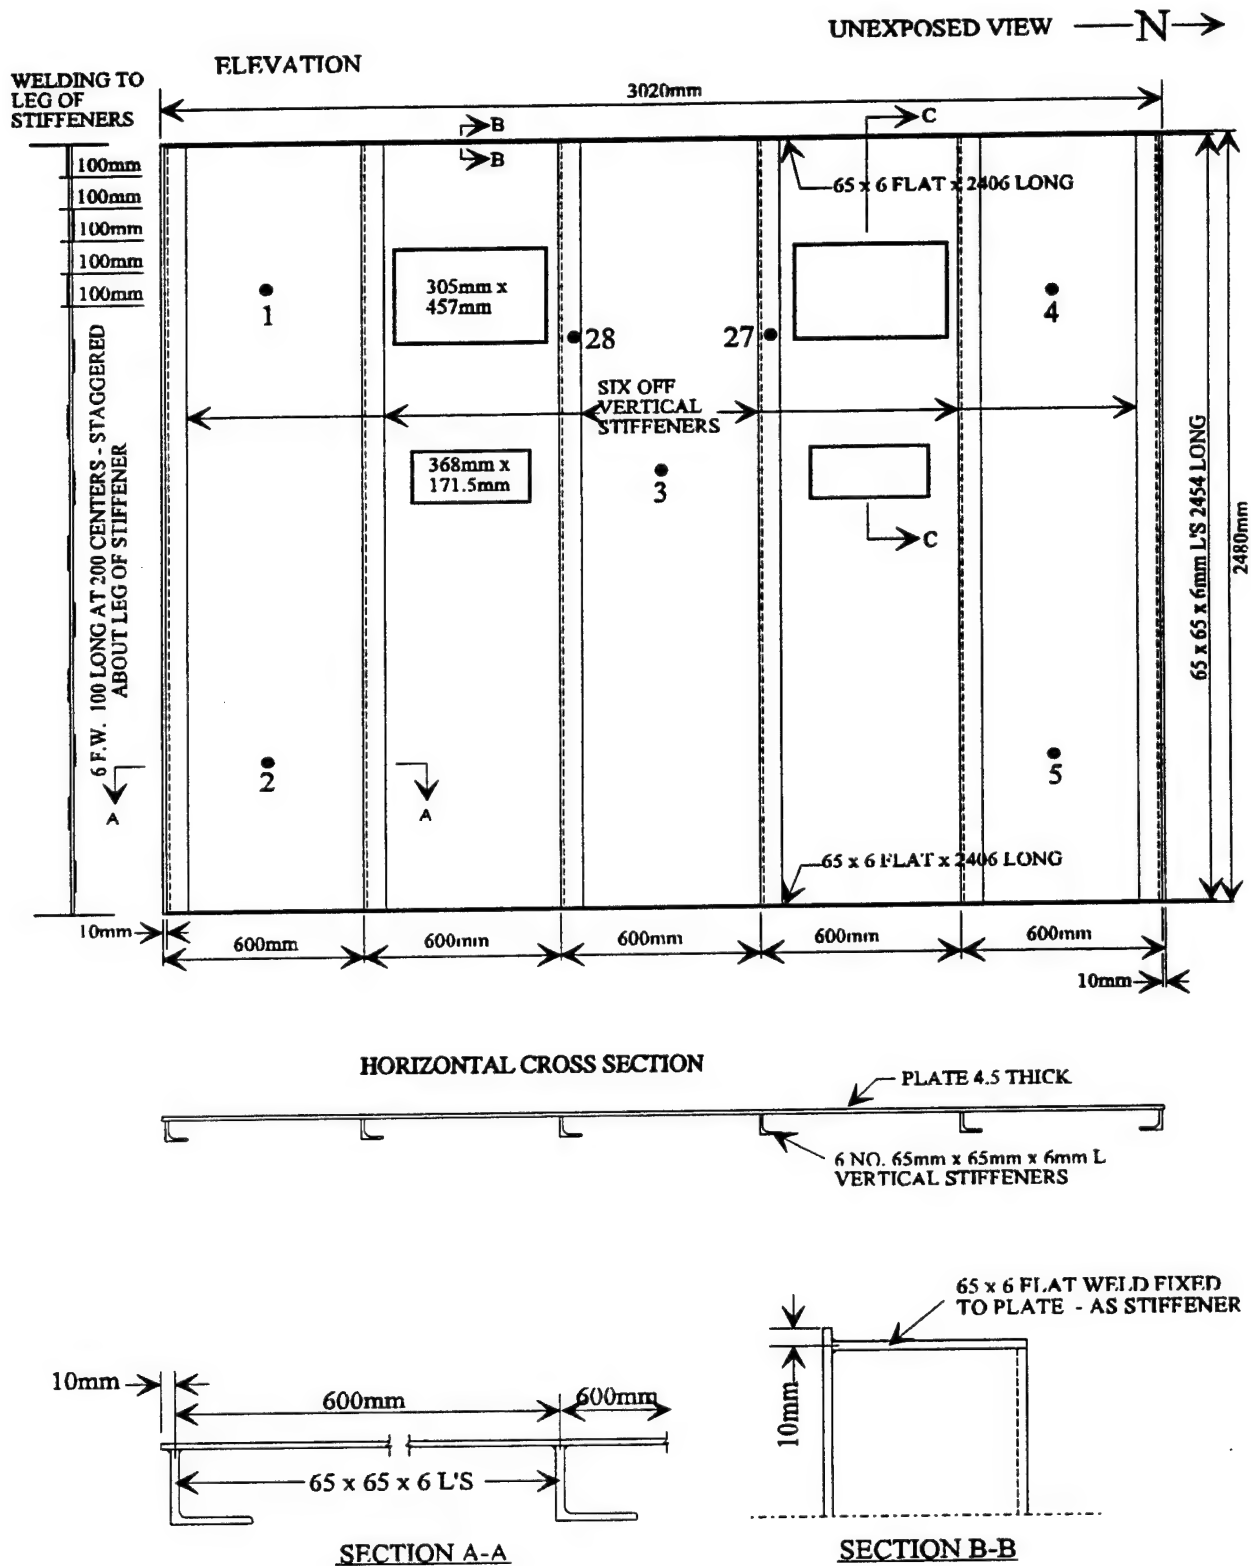 UNEXPOSED VIEW
N
ELEVATION
WELDING TO
LEG OF
STIFFENERS
3020mm
B
B
C
100mm
100mm
100mm
100mm
100mm
65 x 6 FLAT x 2406 LONG
305mm x
457mm
1
28
27
4
SIX OFF
VERTICAL
STIFFENERS
368mm x
171.5mm
3
C
6 F.W. 100 LONG AT 200 CENTERS - STAGGERED
ABOUT LEG OF STIFFENER
65 x 65 x 6mm L'S 2454 LONG
2480mm
2
5
A
A
65 x 6 FLAT x 2406 LONG
10mm
600mm
600mm
600mm
600mm
600mm
10mm
HORIZONTAL CROSS SECTION
PLATE 4.5 THICK
6 NO. 65mm x 65mm x 6mm L
VERTICAL STIFFENERS
65 x 6 FLAT WELD FIXED
TO PLATE - AS STIFFENER
10mm
600mm
600mm
10mm
65 x 65 x 6 L'S
SECTION A-A
SECTION B-B